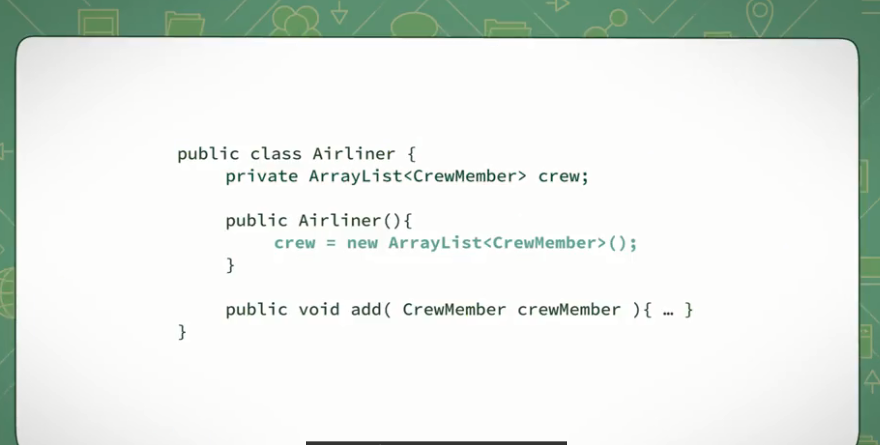 public class Airliner {
private ArrayList<CrewMember> crew;
public Airliner(){
crew = new ArrayList<CrewMember>();
}
public void add( CrewMember crewMember ){ … }
}